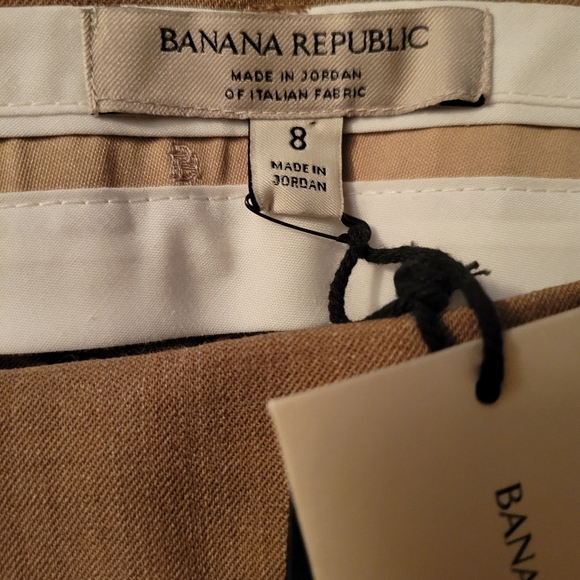 BANANA REPUBLIC
MADE IN JORDAN
OF ITALIAN FABRIC
8
MADE IN
JORDAN
BANA